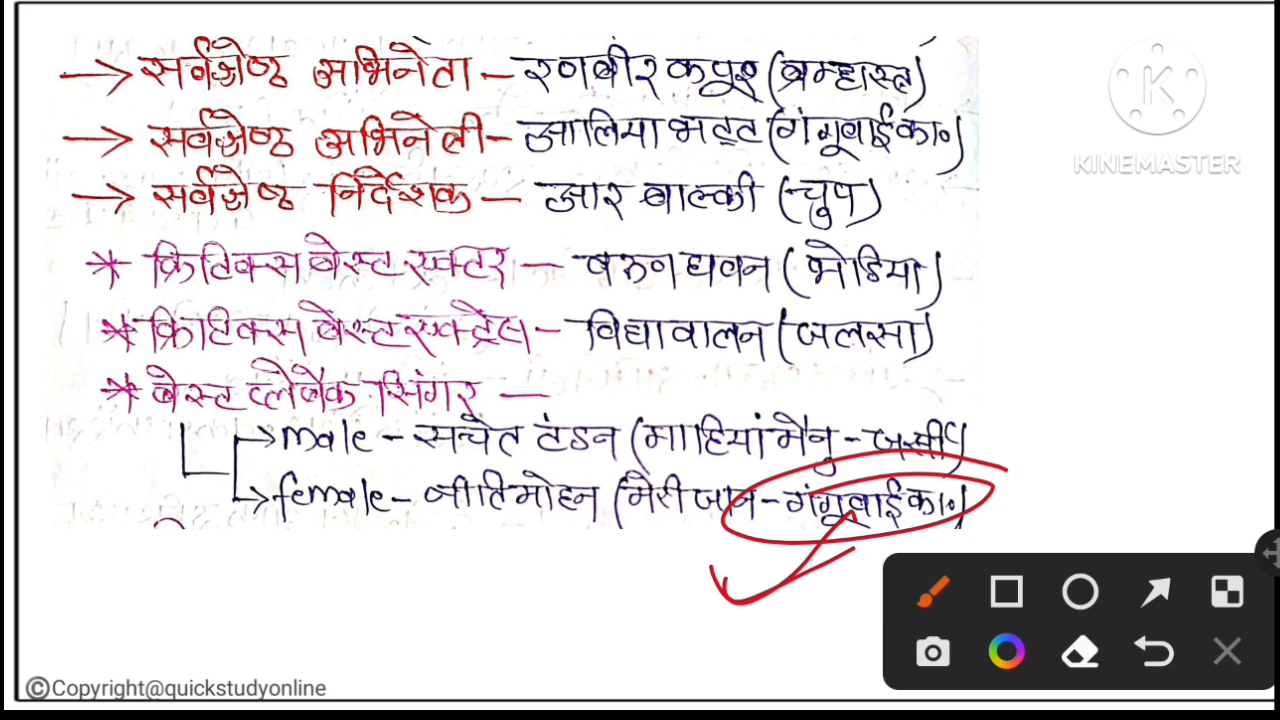 → सर्वश्रेष्ठ अभिनेता – रणबीर कपूर (ब्रम्हास्त्र)
→ सर्वश्रेष्ठ अभिनेत्री – आलिया भट्ट (गंगूबाई का०)
→ सर्वश्रेष्ठ निर्देशक – आर बाल्की (चुप)
* क्रिटिक्स बेस्ट एक्टर – वरुण धवन (भेडिया)
* क्रिटिक्स बेस्ट एक्ट्रेस – विद्या वालन (जलसा)
* बेस्ट प्लेबैक सिंगर –
→ male – सचेत टंडन (माहियां मैनु – जर्सी)
→ female – नीति मोहन (मेरी जान – गंगूबाई का०)
KINEMASTER
©Copyright@quickstudyonline